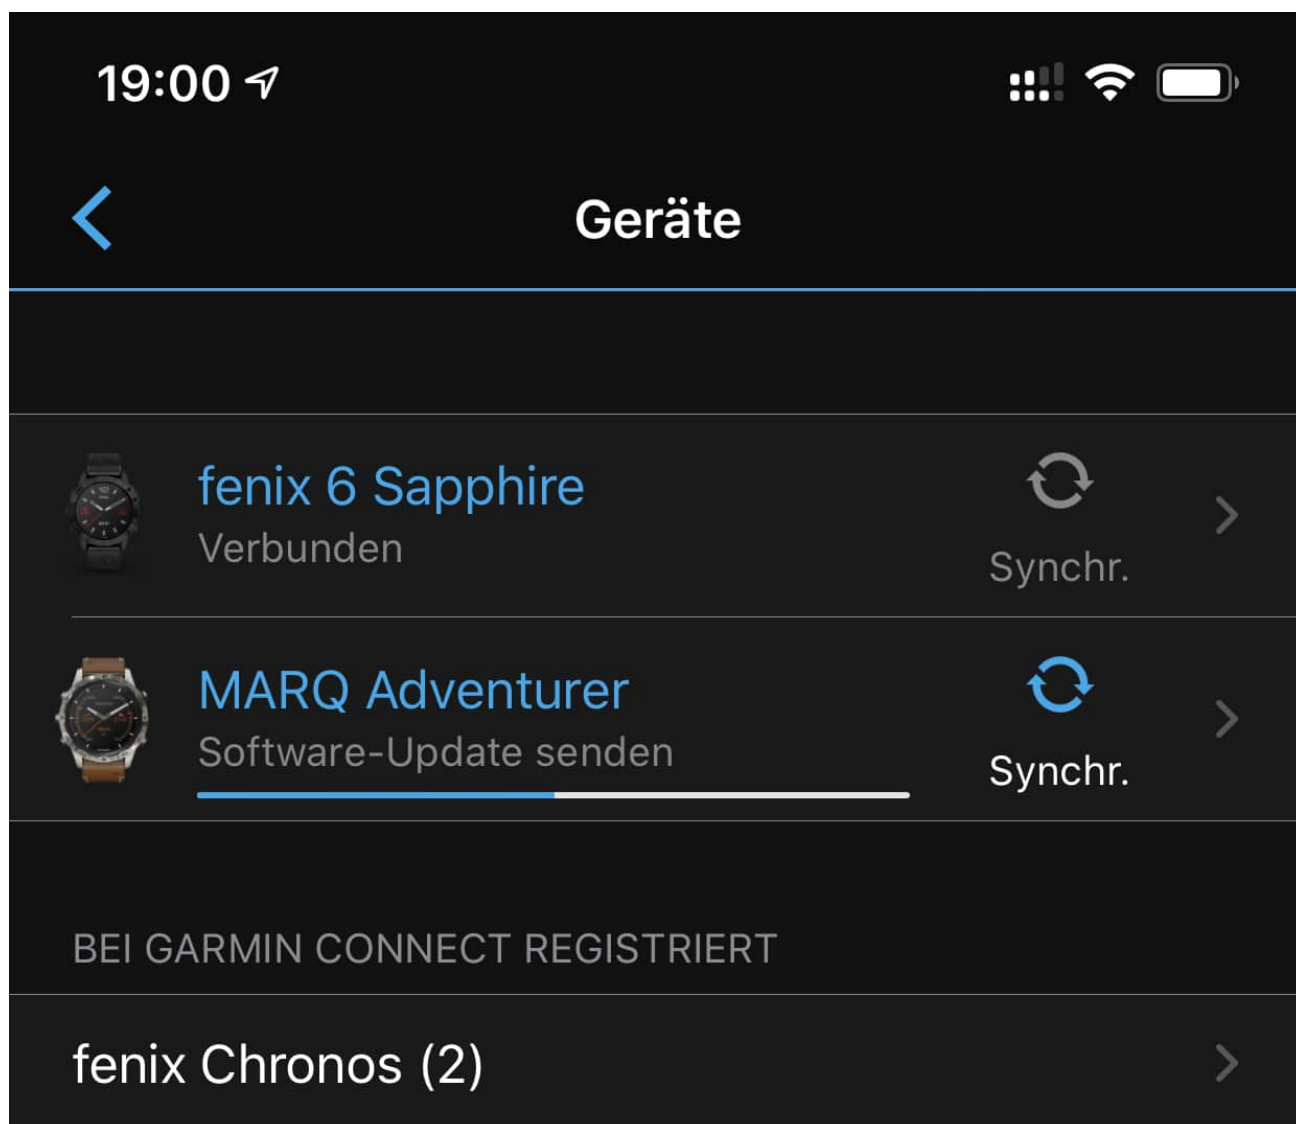 19:00
Geräte
fenix 6 Sapphire
Verbunden
Synchr.
MARQ Adventurer
Software-Update senden
Synchr.
BEI GARMIN CONNECT REGISTRIERT
fenix Chronos (2)